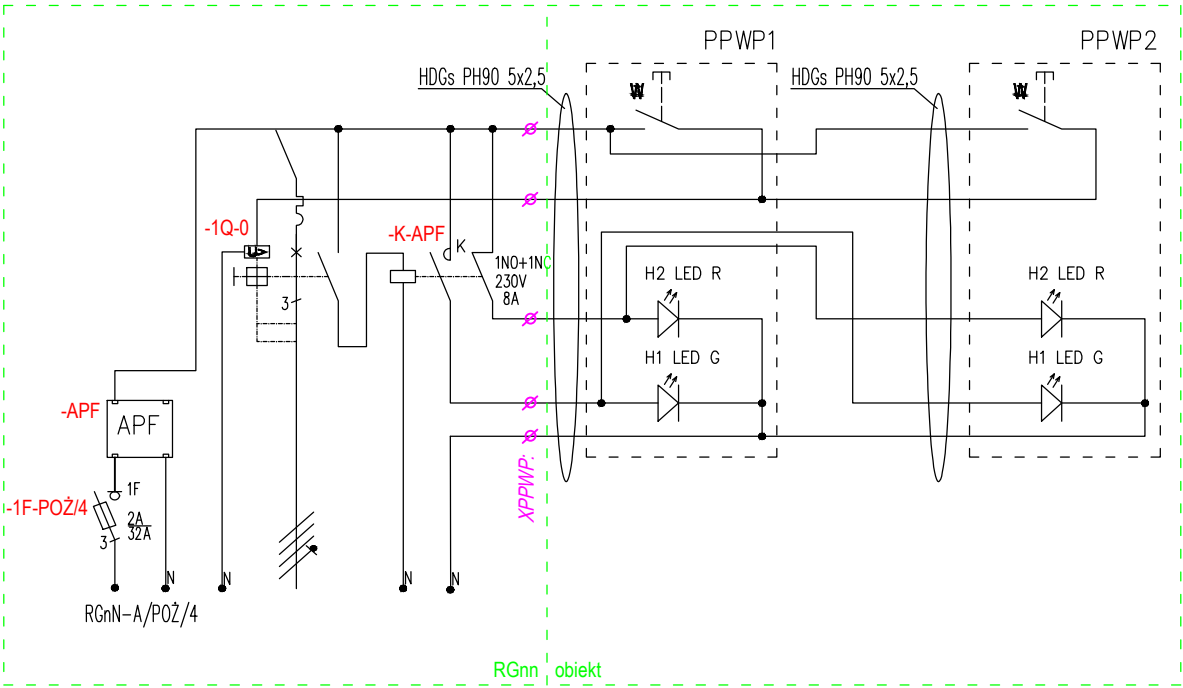 PPWP1
PPWP2
HDGs PH90 5x2,5
HDGs PH90 5x2,5
W
W
-1Q-0
U>
-K-APF
K
1NO+1NC
230V
8A
3
H2 LED R
H2 LED R
H1 LED G
H1 LED G
-APF
APF
XPPWP:
-1F-POŻ/4
1F
2A
32A
3
N
N
N
N
RGnN-A/POŻ/4
RGnn
obiekt